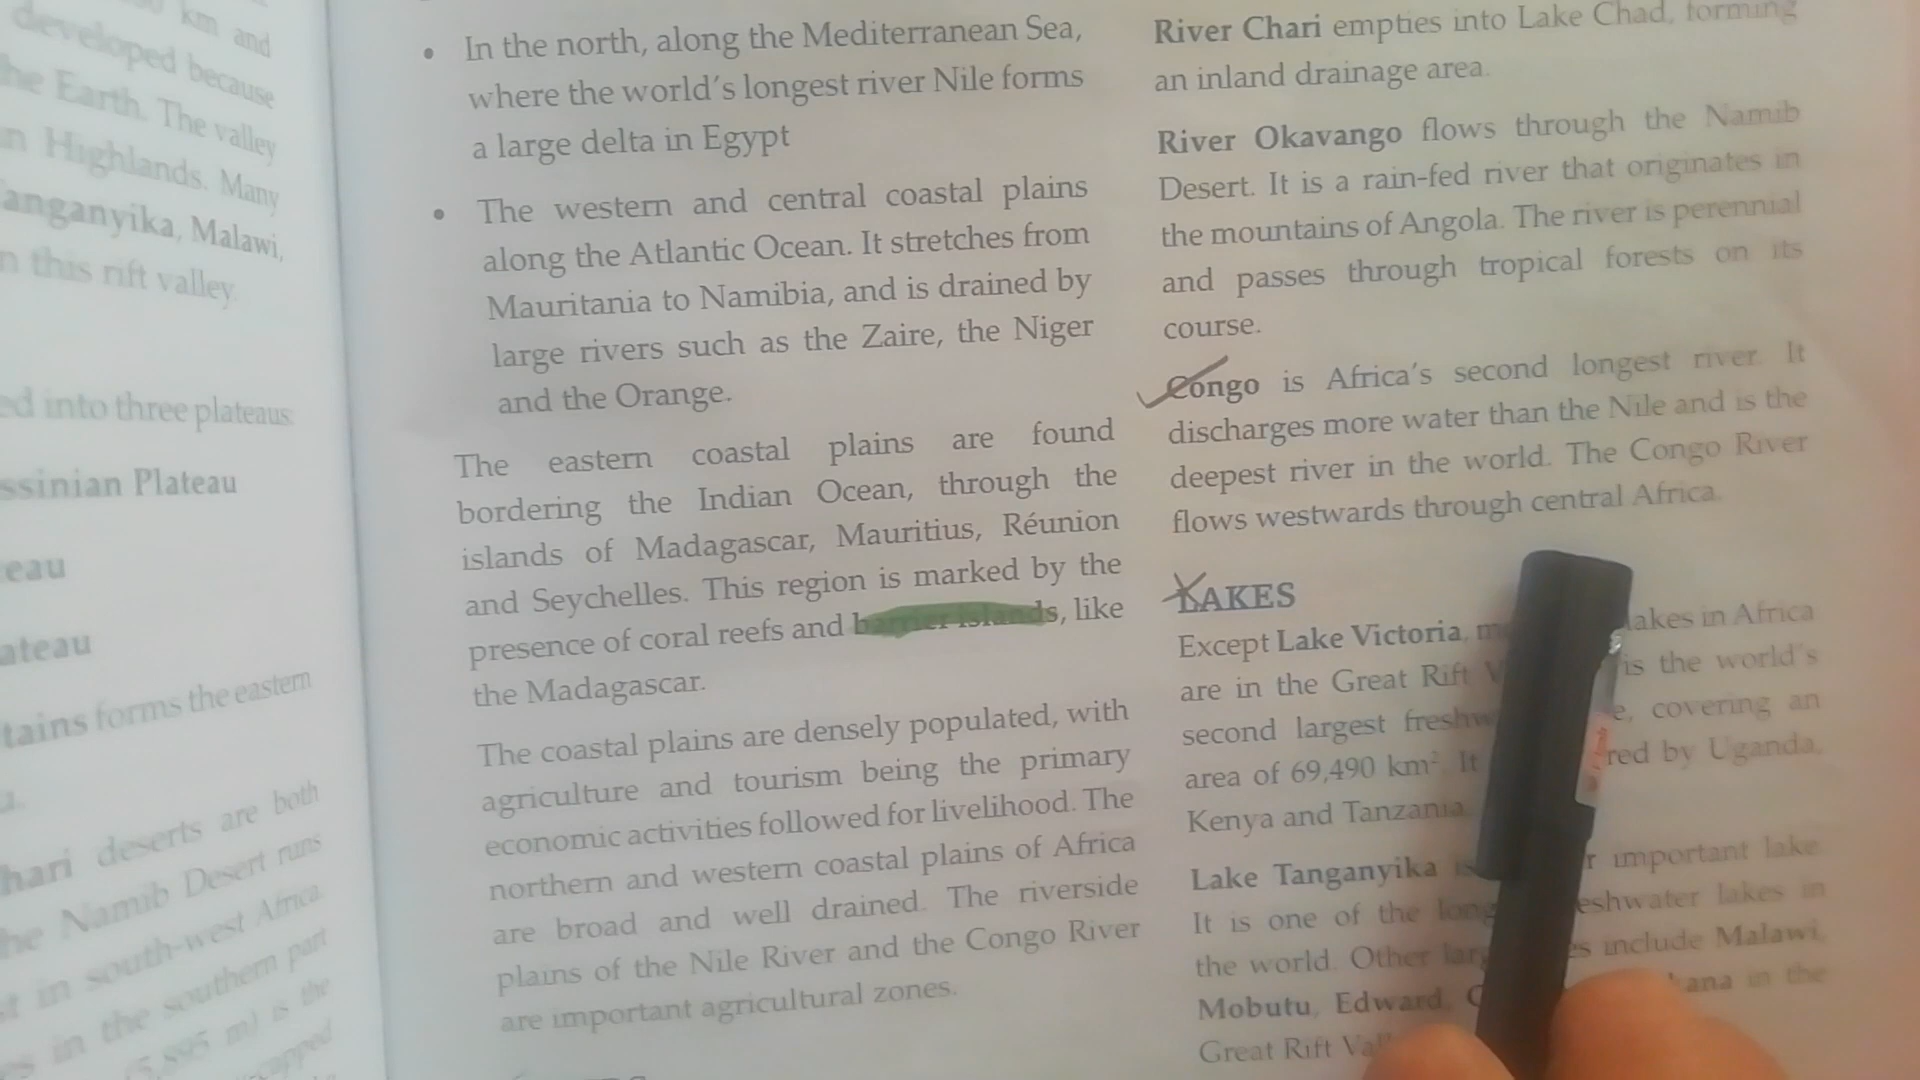 km and
developed because
he Earth. The valley
n Highlands. Many
anganyika, Malawi,
n this rift valley
ed into three plateaus
ssinian Plateau
eau
ateau
tains forms the eastern
hari deserts are both
he Namib Desert runs
t in south-west Africa.
s in the southern part
5,895 m) is the
capped
• In the north, along the Mediterranean Sea,
where the world's longest river Nile forms
a large delta in Egypt
• The western and central coastal plains
along the Atlantic Ocean. It stretches from
Mauritania to Namibia, and is drained by
large rivers such as the Zaire, the Niger
and the Orange.
The eastern coastal plains are found
bordering the Indian Ocean, through the
islands of Madagascar, Mauritius, Réunion
and Seychelles. This region is marked by the
presence of coral reefs and barrier islands, like
the Madagascar.
The coastal plains are densely populated, with
agriculture and tourism being the primary
economic activities followed for livelihood. The
northern and western coastal plains of Africa
are broad and well drained. The riverside
plains of the Nile River and the Congo River
are important agricultural zones.
River Chari empties into Lake Chad, forming
an inland drainage area.
River Okavango flows through the Namib
Desert. It is a rain-fed river that originates in
the mountains of Angola. The river is perennial
and passes through tropical forests on its
course.
Congo is Africa's second longest river. It
discharges more water than the Nile and is the
deepest river in the world. The Congo River
flows westwards through central Africa.
LAKES
Except Lake Victoria, lakes in Africa
are in the Great Rift V is the world's
second largest freshw e, covering an
area of 69,490 km². It red by Uganda,
Kenya and Tanzania.
Lake Tanganyika is r important lake
It is one of the long eshwater lakes in
the world. Other larg es include Malawi,
Mobutu, Edward, ana in the
Great Rift Val